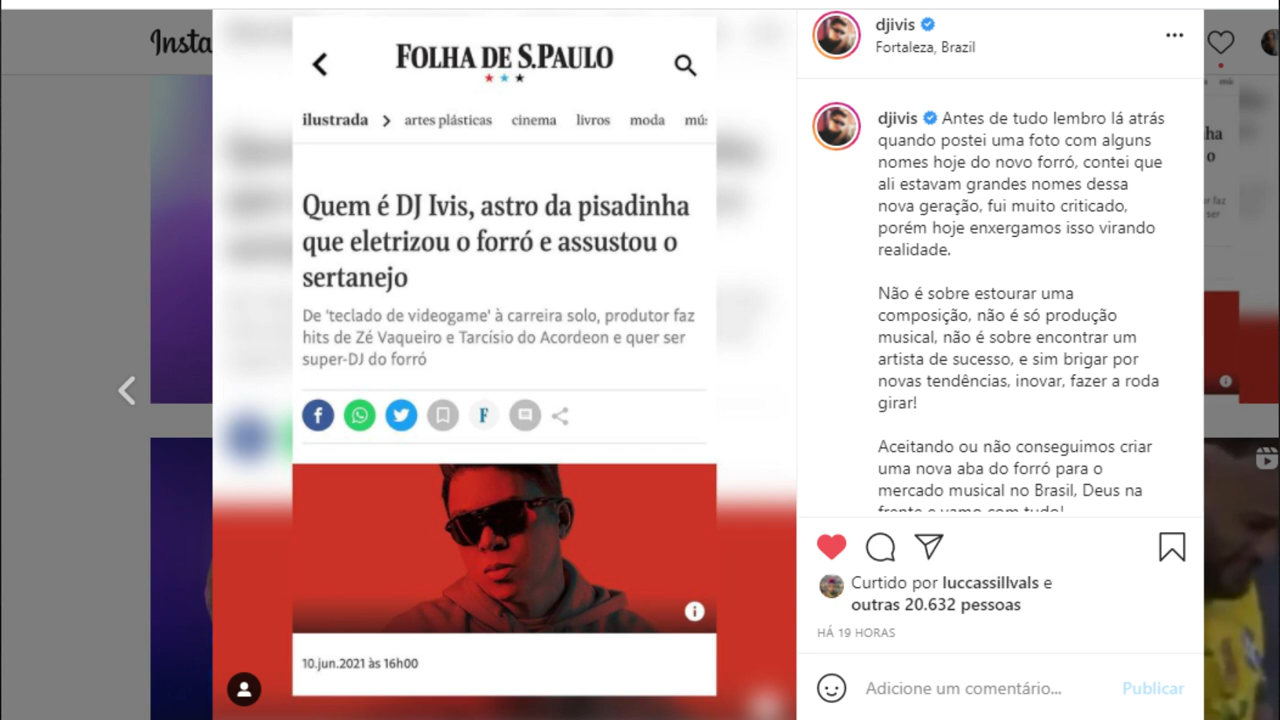 Insta
FOLHA DE S.PAULO
ilustrada > artes plásticas cinema livros moda mús
Quem é DJ Ivis, astro da pisadinha
que eletrizou o forró e assustou o
sertanejo
De 'teclado de videogame' à carreira solo, produtor faz
hits de Zé Vaqueiro e Tarcísio do Acordeon e quer ser
super-DJ do forró
10.jun.2021 às 16h00
djivis
Fortaleza, Brazil
djivis Antes de tudo lembro lá atrás
quando postei uma foto com alguns
nomes hoje do novo forró, contei que
ali estavam grandes nomes dessa
nova geração, fui muito criticado,
porém hoje enxergamos isso virando
realidade.
Não é sobre estourar uma
composição, não é só produção
musical, não é sobre encontrar um
artista de sucesso, e sim brigar por
novas tendências, inovar, fazer a roda
girar!
Aceitando ou não conseguimos criar
uma nova aba do forró para o
mercado musical no Brasil, Deus na
frente e vamo com tudo!
Curtido por luccassillvals e
outras 20.632 pessoas
HÁ 19 HORAS
Adicione um comentário... Publicar